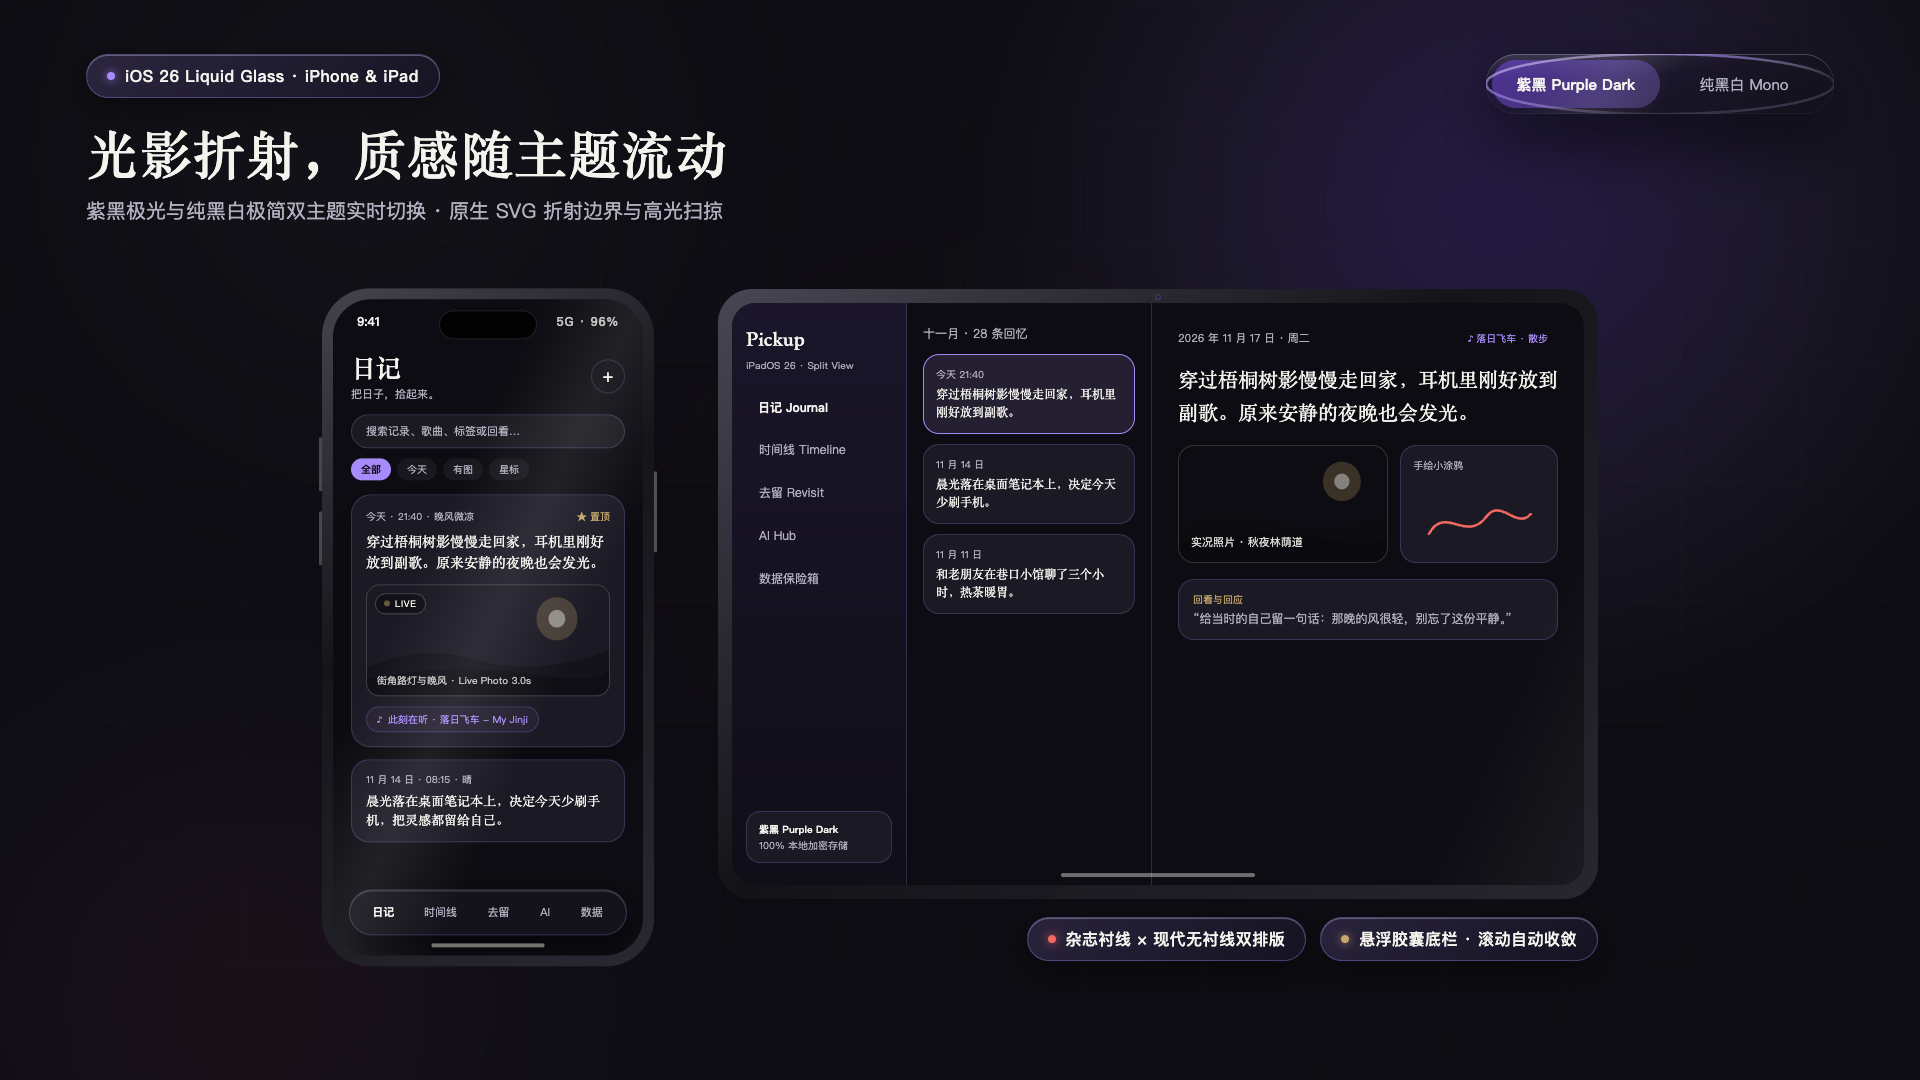 iOS 26 Liquid Glass · iPhone & iPad
紫黑 Purple Dark
纯黑白 Mono
光影折射，质感随主题流动
紫黑极光与纯黑白极简双主题实时切换 · 原生 SVG 折射边界与高光扫掠
9:41
5G · 96%
日记
把日子，拾起来。
+
搜索记录、歌曲、标签或回看...
全部
今天
有图
星标
今天 · 21:40 · 晚风微凉
★ 置顶
穿过梧桐树影慢慢走回家，耳机里刚好
放到副歌。原来安静的夜晚也会发光。
LIVE
街角路灯与晚风 · Live Photo 3.0s
♪ 此刻在听 · 落日飞车 – My Jinji
11 月 14 日 · 08:15 · 晴
晨光落在桌面笔记本上，决定今天少刷手
机，把灵感都留给自己。
日记
时间线
去留
AI
数据
Pickup
iPadOS 26 · Split View
日记 Journal
时间线 Timeline
去留 Revisit
AI Hub
数据保险箱
紫黑 Purple Dark
100% 本地加密存储
十一月 · 28 条回忆
今天 21:40
穿过梧桐树影慢慢走回家，耳机里
刚好放到副歌。
11 月 14 日
晨光落在桌面笔记本上，决定今天
少刷手机。
11 月 11 日
和老朋友在巷口小馆聊了三个小
时，热茶暖胃。
2026 年 11 月 17 日 · 周二
♪ 落日飞车 · 散步
穿过梧桐树影慢慢走回家，耳机里刚好放到
副歌。原来安静的夜晚也会发光。
实况照片 · 秋夜林荫道
手绘小涂鸦
回看与回应
“给当时的自己留一句话：那晚的风很轻，别忘了这份平静。”
杂志衬线 × 现代无衬线双排版
悬浮胶囊底栏 · 滚动自动收敛